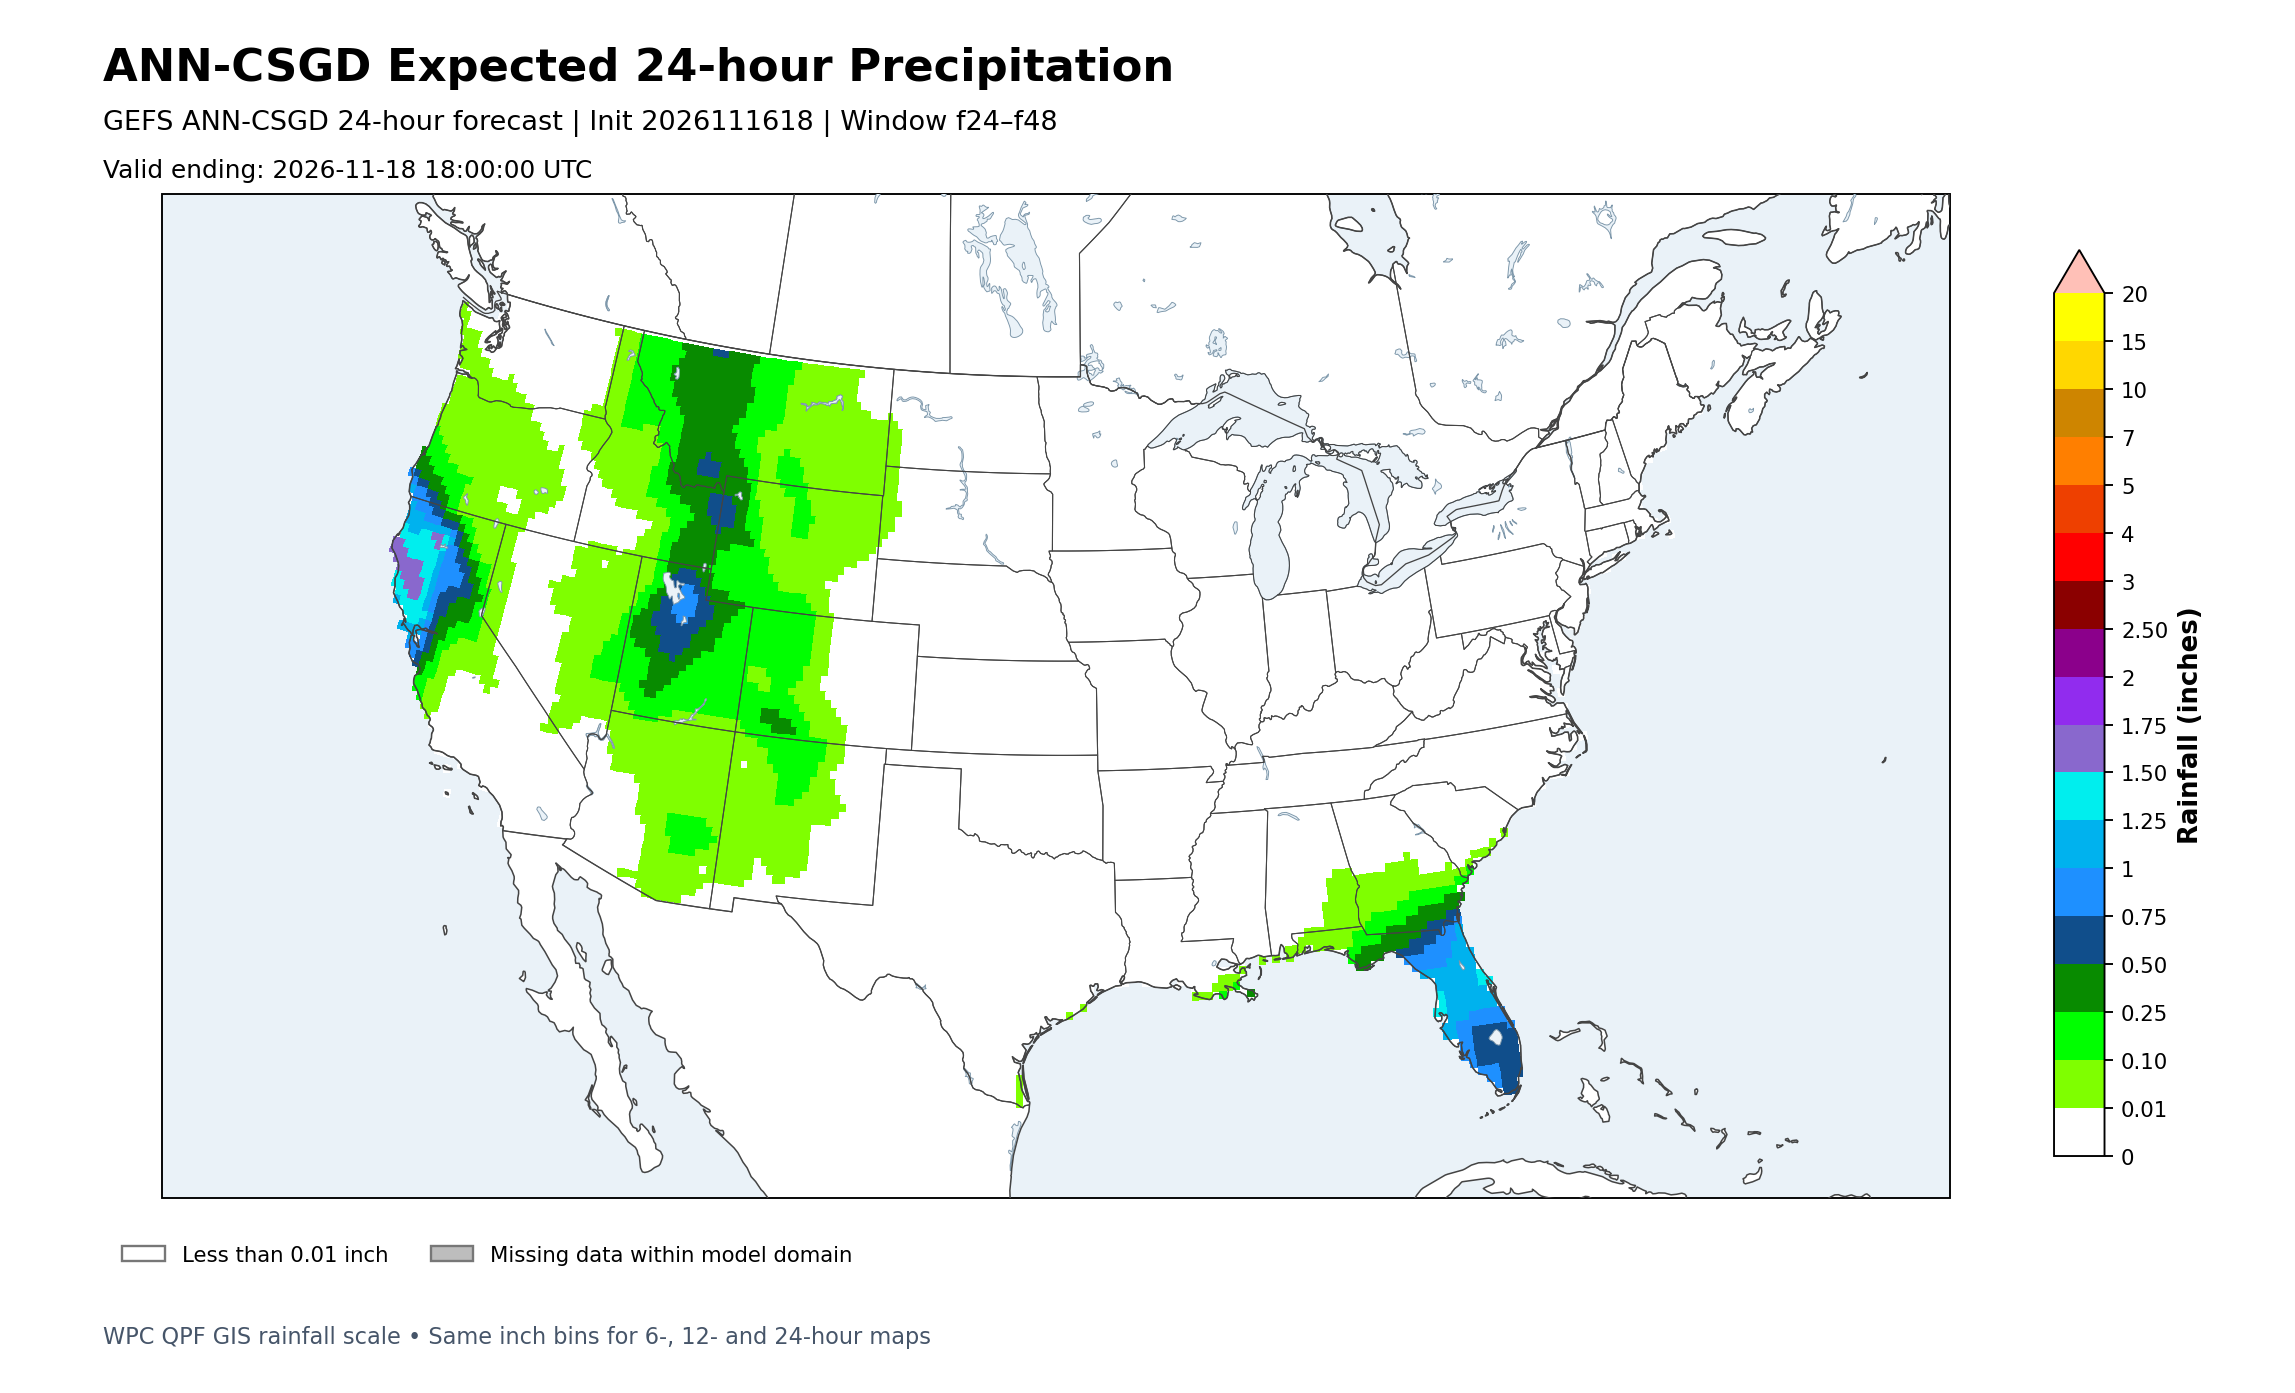 ANN-CSGD Expected 24-hour Precipitation
GEFS ANN-CSGD 24-hour forecast | Init 2026111618 | Window f24–f48
Valid ending: 2026-11-18 18:00:00 UTC
20
15
10
7
5
4
3
2.50
2
1.75
1.50
1.25
1
0.75
0.50
0.25
0.10
0.01
0
Rainfall (inches)
Less than 0.01 inch
Missing data within model domain
WPC QPF GIS rainfall scale • Same inch bins for 6-, 12- and 24-hour maps